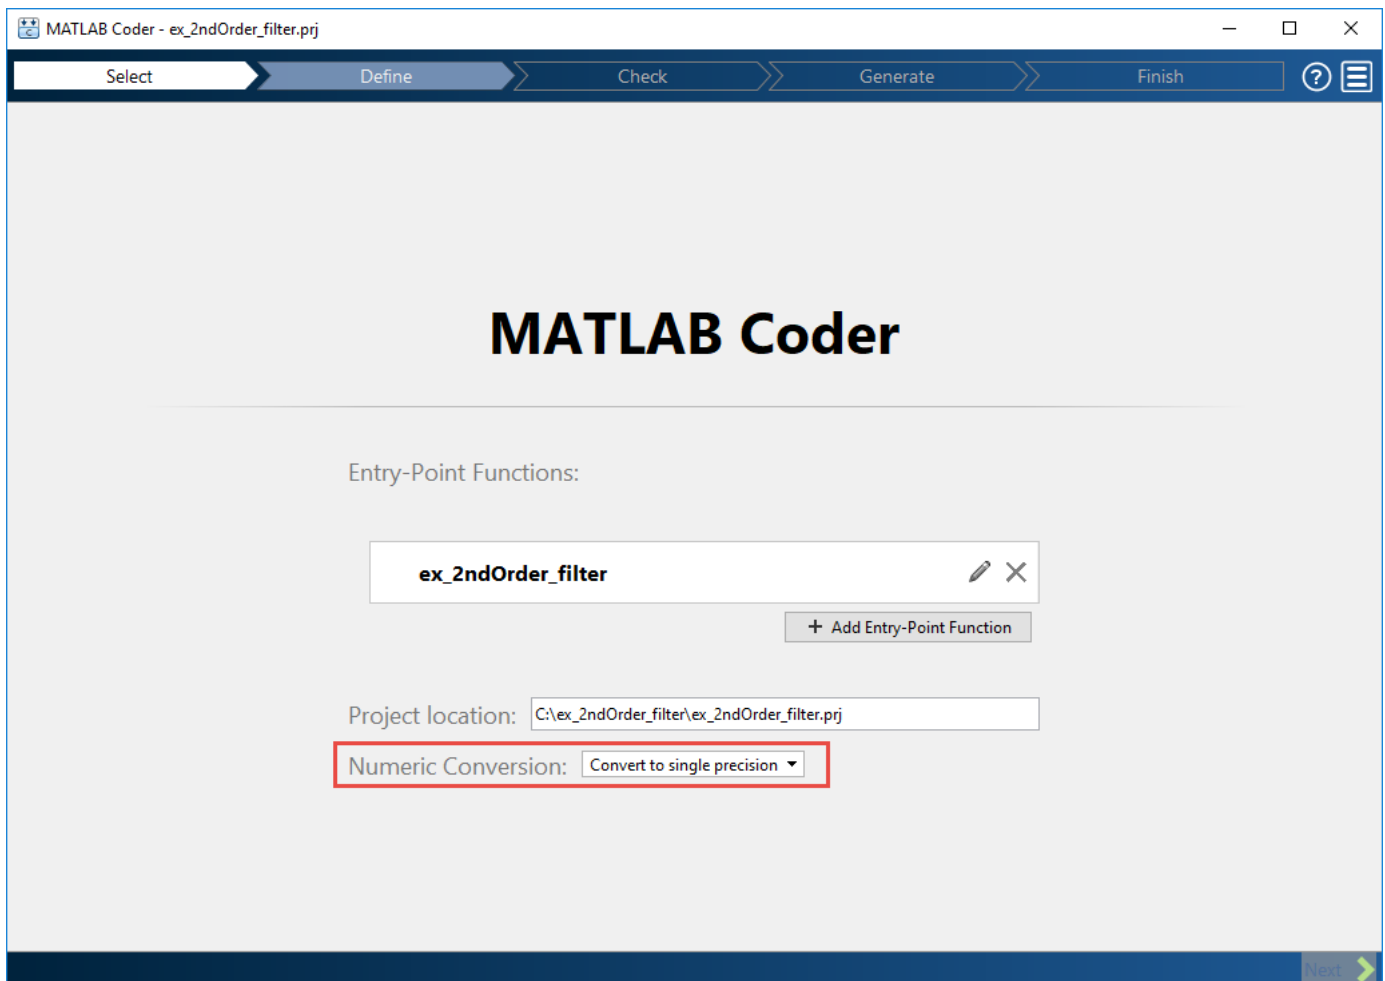 MATLAB Coder - ex_2ndOrder_filter.prj
Select Define Check Generate Finish
MATLAB Coder
Entry-Point Functions:
ex_2ndOrder_filter
+ Add Entry-Point Function
Project location: C:\ex_2ndOrder_filter\ex_2ndOrder_filter.prj
Numeric Conversion: Convert to single precision
Next